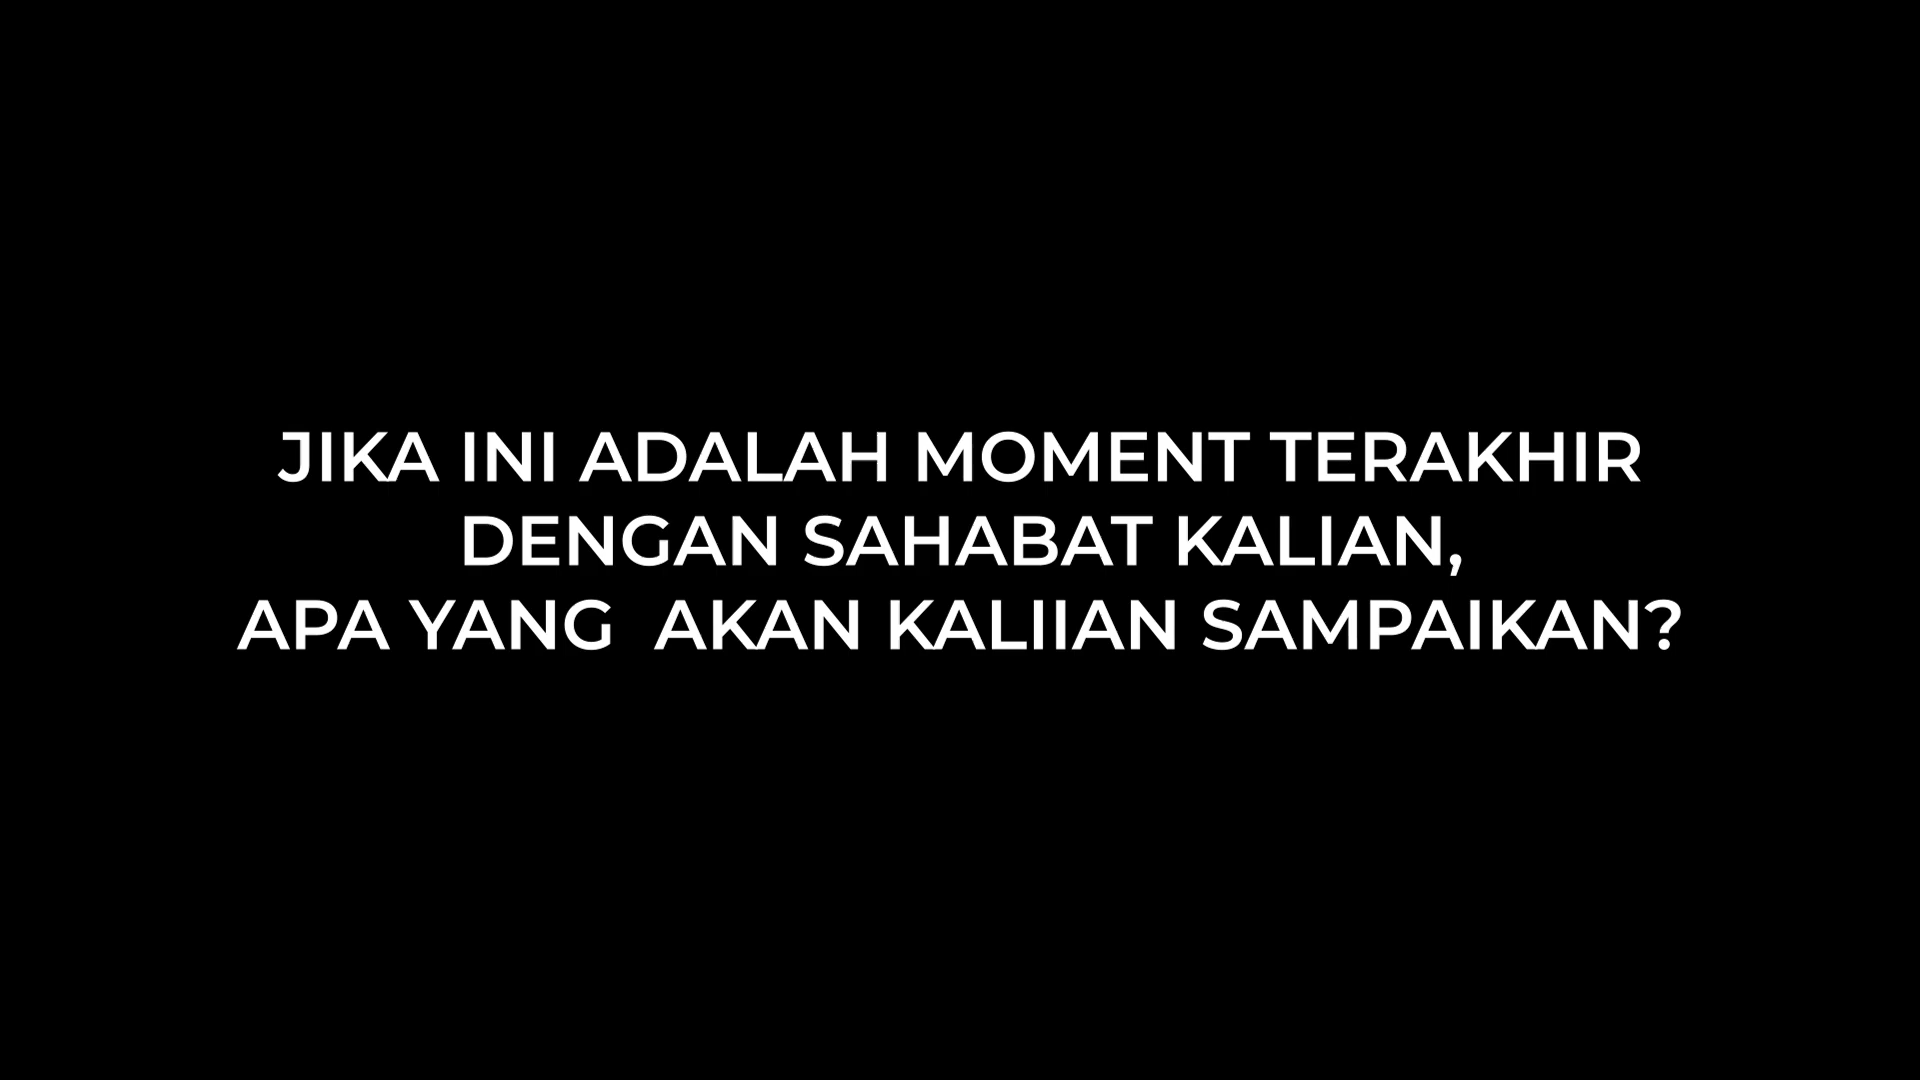 JIKA INI ADALAH MOMENT TERAKHIR
DENGAN SAHABAT KALIAN,
APA YANG  AKAN KALIIAN SAMPAIKAN?